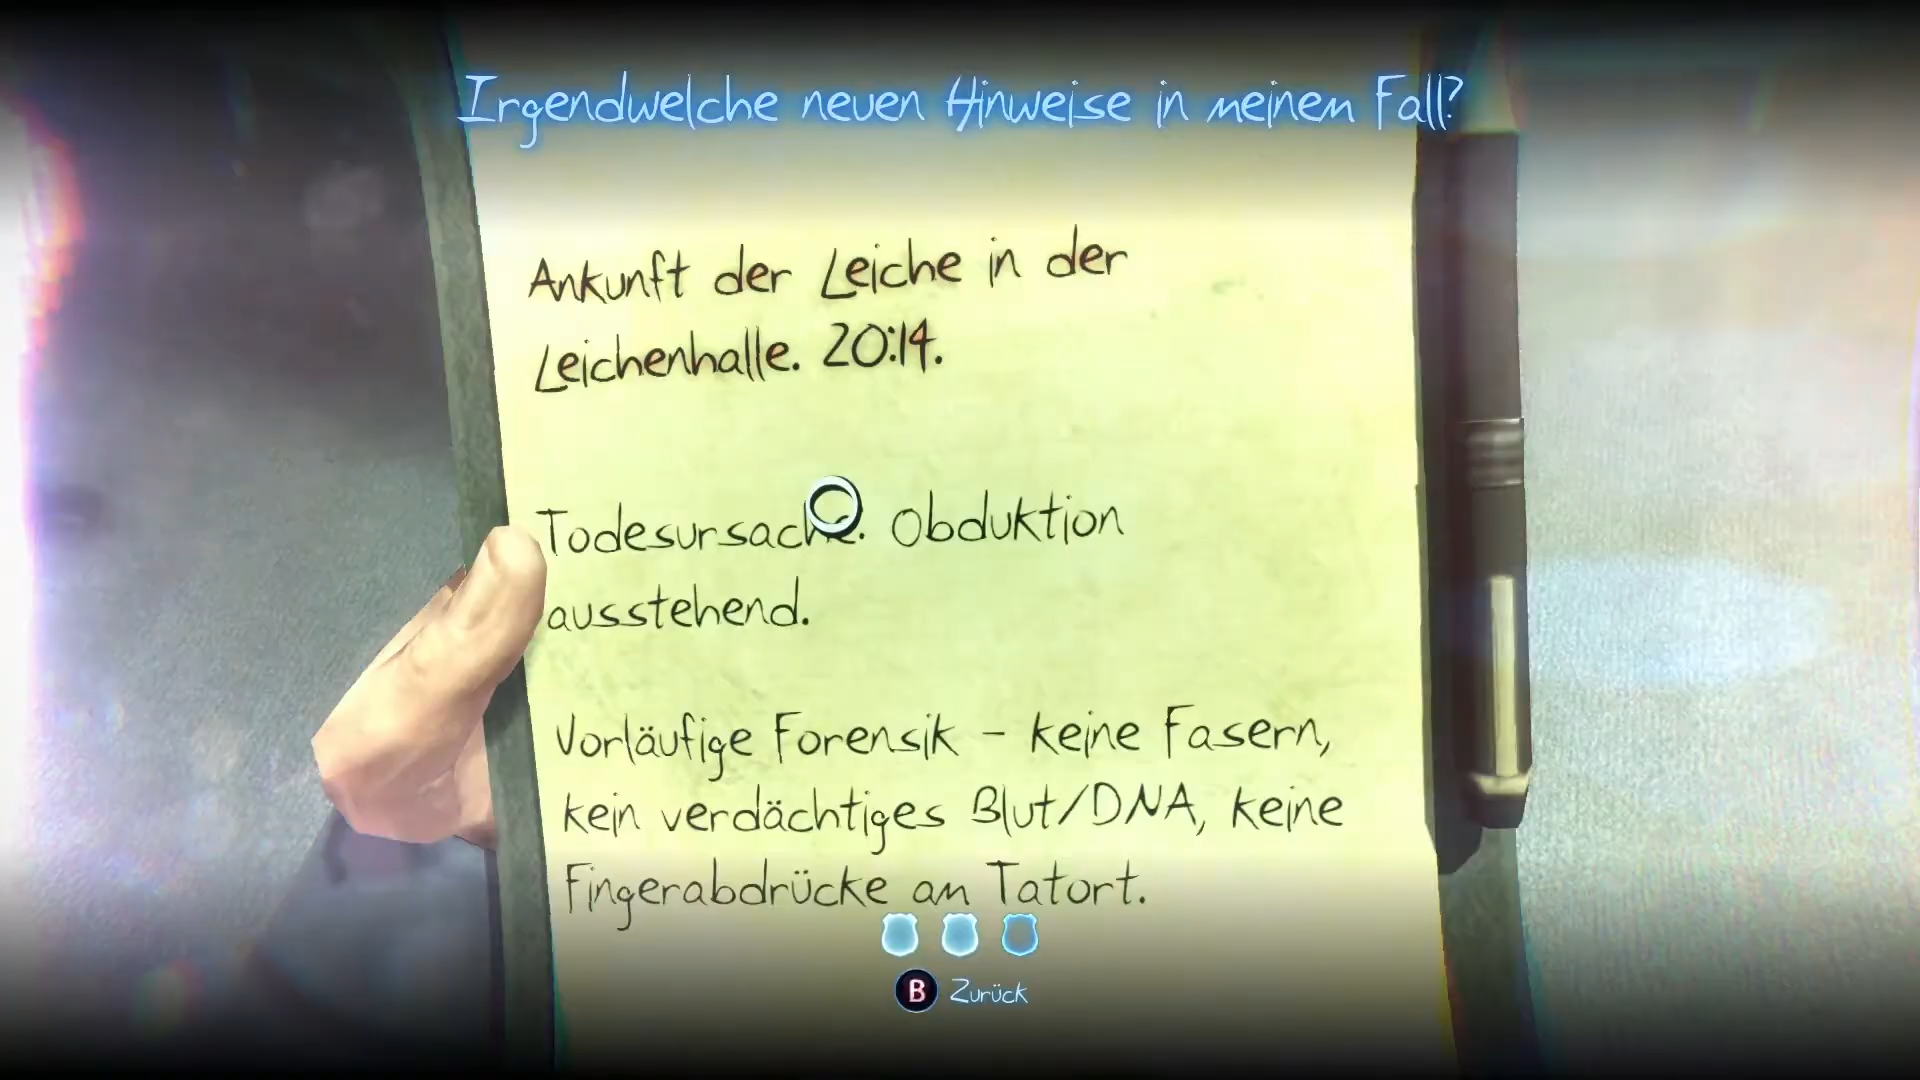 Irgendwelche neuen Hinweise in meinem Fall?
Ankunft der Leiche in der
Leichenhalle. 20:14.
Todesursache. Obduktion
ausstehend.
Vorläufige Forensik - keine Fasern,
kein verdächtiges Blut/DNA, keine
Fingerabdrücke am Tatort.
B Zurück